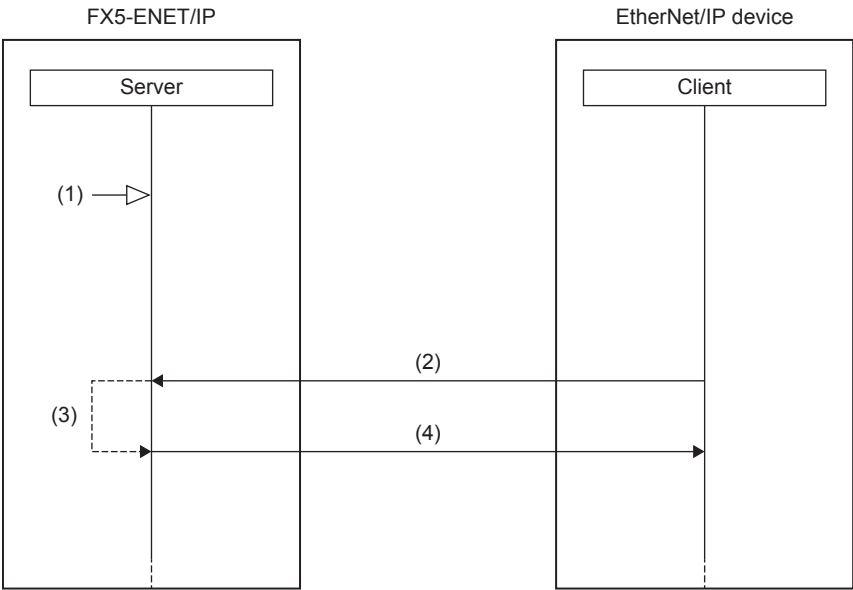 FX5-ENET/IP
EtherNet/IP device
Server
Client
(1)
(2)
(3)
(4)